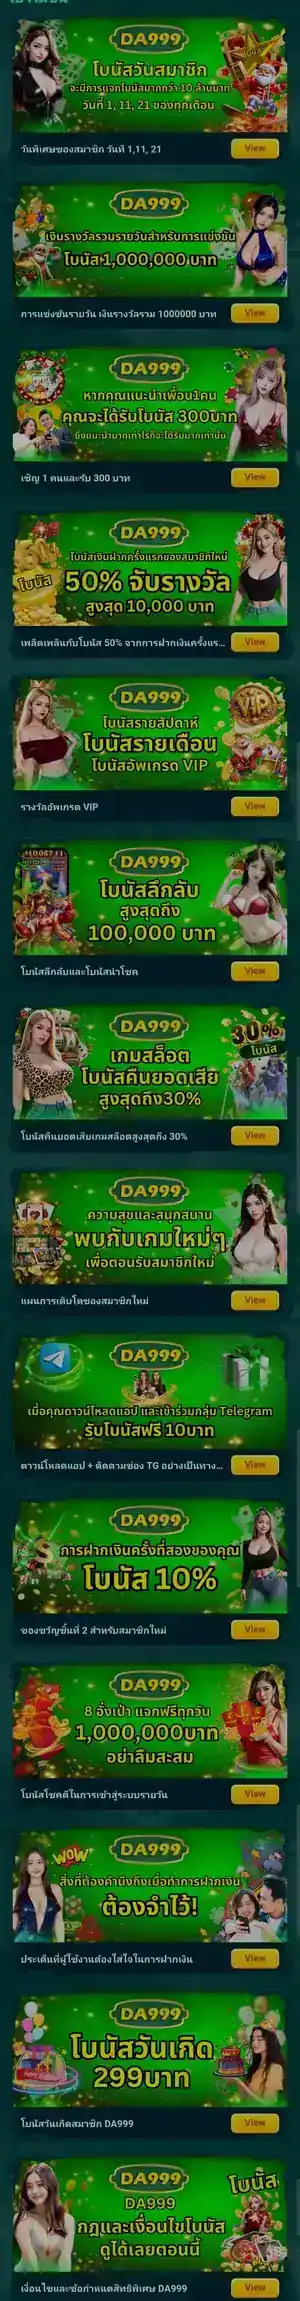 DA999
โบนัสวันสมาชิก
จะมีการแจกโบนัสมากกว่า 10 ล้านบาท
วันที่ 1, 11, 21 ของทุกเดือน
วันพิเศษของสมาชิก วันที่ 1,11, 21
View
DA999
เงินรางวัลรวมรายวันสำหรับการแข่งขัน
โบนัส1,000,000 บาท
การแข่งขันรายวัน เงินรางวัลรวม 1000000 บาท
View
DA999
หากคุณแนะนำเพื่อน1คน
คุณจะได้รับโบนัส 300บาท
ยิ่งแนะนำมากเท่าไร่ก็จะได้รับมากเท่านั้น
เชิญ 1 คนและรับ 300 บาท
View
DA999
โบนัสเงินฝากครั้งแรกของสมาชิกใหม่
50% จับรางวัล
สูงสุด 10,000 บาท
โบนัส
เพลิดเพลินกับโบนัส 50% จากการฝากเงินครั้งแร...
View
DA999
โบนัสรายสัปดาห์
โบนัสรายเดือน
โบนัสอัพเกรด VIP
VIP
รางวัลอัพเกรด VIP
View
DA999
โบนัสลึกลับ
สูงสุดถึง
100,000 บาท
โบนัสลึกลับและโบนัสนำโชค
View
DA999
เกมสล็อต
โบนัสคืนยอดเสีย
สูงสุดถึง30%
30%
โบนัส
โบนัสคืนยอดเสียเกมสล็อตสูงสุดถึง 30%
View
DA999
ความสุขและสนุกสนาน
พบกับเกมใหม่ๆ
เพื่อตอนรับสมาชิกใหม่
แผนการเติบโตของสมาชิกใหม่
View
DA999
เมื่อคุณดาวน์โหลดแอป และเข้าร่วมกลุ่ม Telegram
รับโบนัสฟรี 10บาท
ดาวน์โหลดแอป + ติดตามช่อง TG อย่างเป็นทาง...
View
DA999
การฝากเงินครั้งที่สองของคุณ
โบนัส 10%
ของขวัญชั้นที่ 2 สำหรับสมาชิกใหม่
View
DA999
8 อั่งเปา แจกฟรีทุกวัน
1,000,000บาท
อย่าลืมสะสม
โบนัสโชคดีในการเข้าสู่ระบบรายวัน
View
DA999
WOW
สิ่งที่ต้องคำนึงถึงเมื่อทำการฝากเงิน
ต้องจำไว้!
ประเด็นที่ผู้ใช้งานต้องใส่ใจในการฝากเงิน
View
DA999
โบนัสวันเกิด
299บาท
โบนัสวันเกิดสมาชิก DA999
View
DA999
โบนัส
DA999
กฎและเงื่อนไขโบนัส
ดูได้เลยตอนนี้
เงื่อนไขและข้อกำหนดสิทธิพิเศษ DA999
View